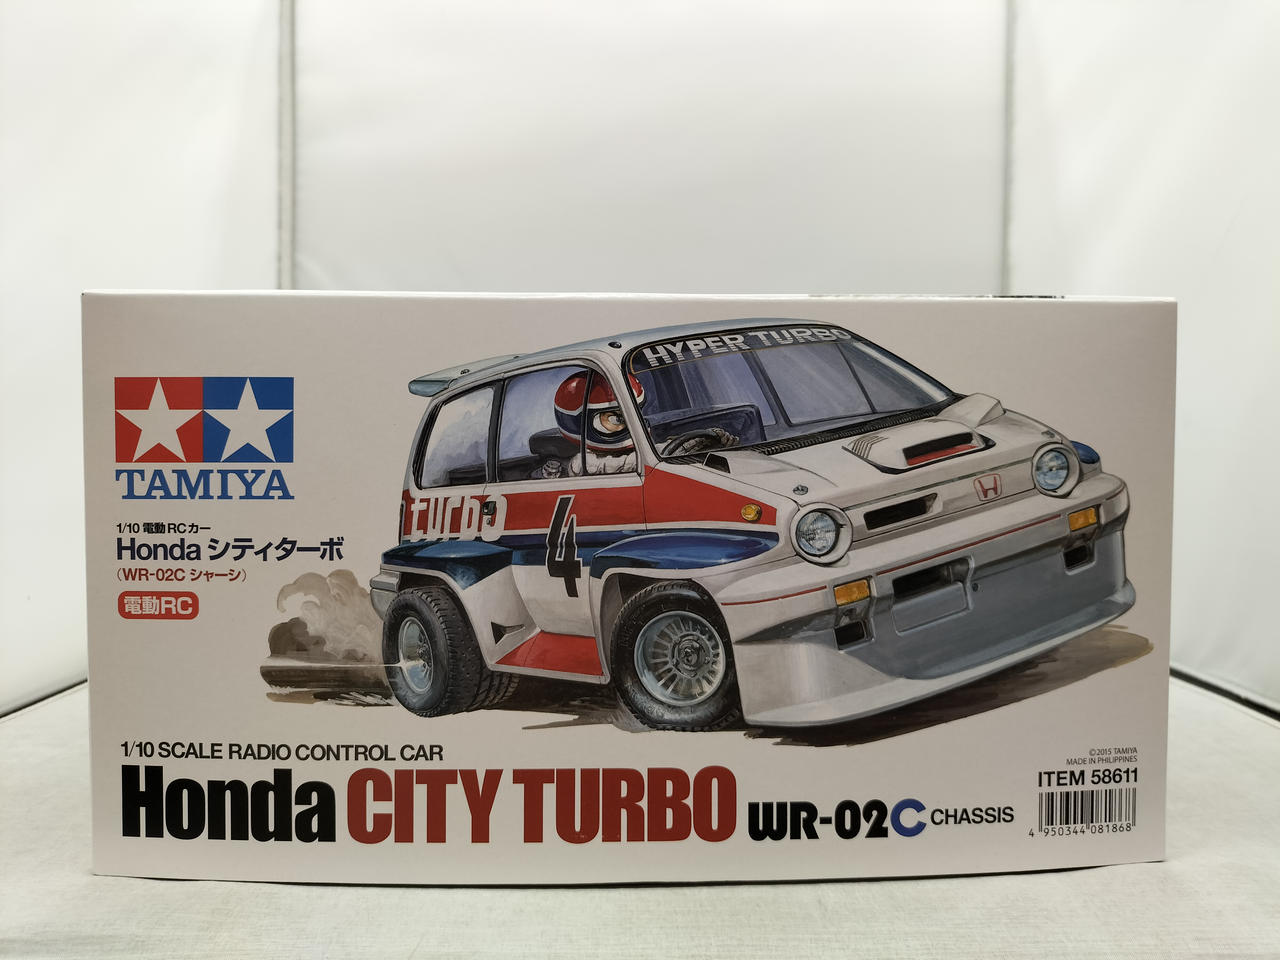 HYPER TURBO
TAMIYA
turbo
4
1/10 電動RCカー
Honda シティターボ
(WR-02C シャーシ)
電動RC
1/10 SCALE RADIO CONTROL CAR
Honda CITY TURBO WR-02C CHASSIS
©2015 TAMIYA
MADE IN PHILIPPINES
ITEM 58611
4 950344 081868